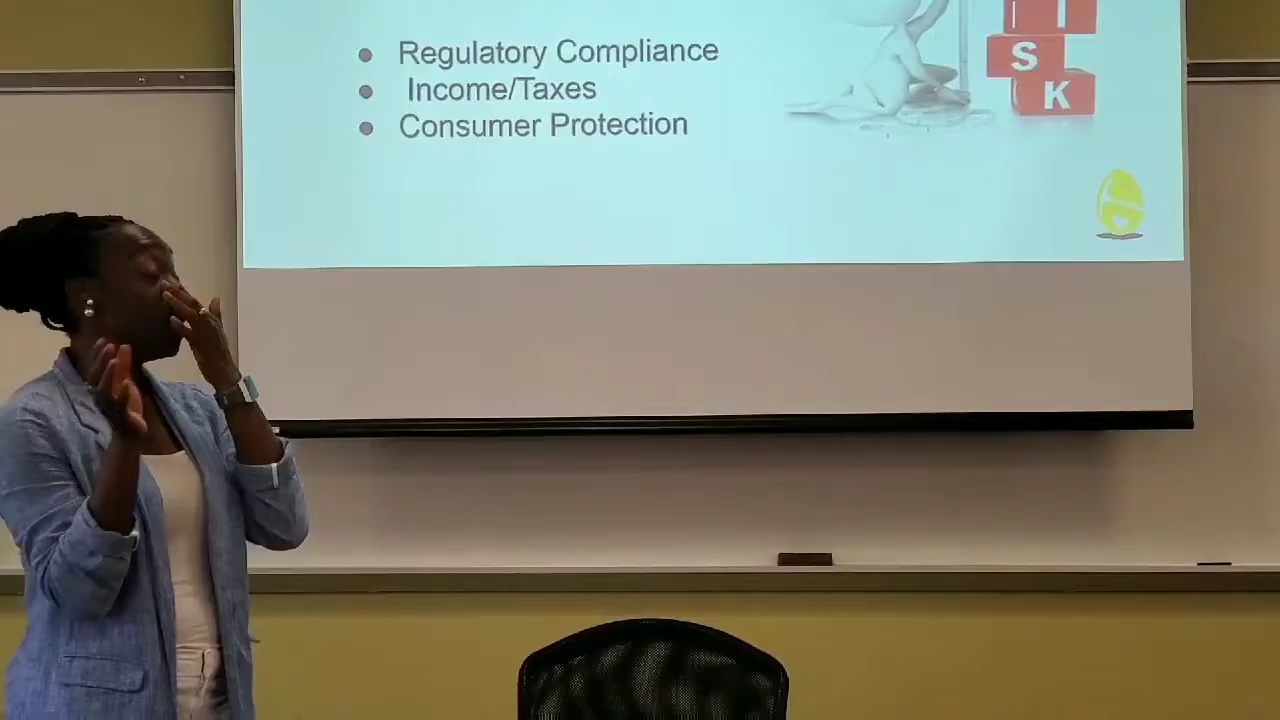 Regulatory Compliance
Income/Taxes
Consumer Protection
I
S
K